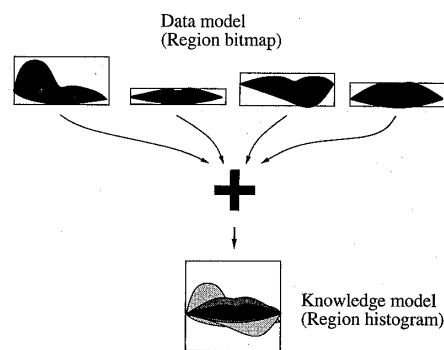 Data model
(Region bitmap)
Knowledge model
(Region histogram)